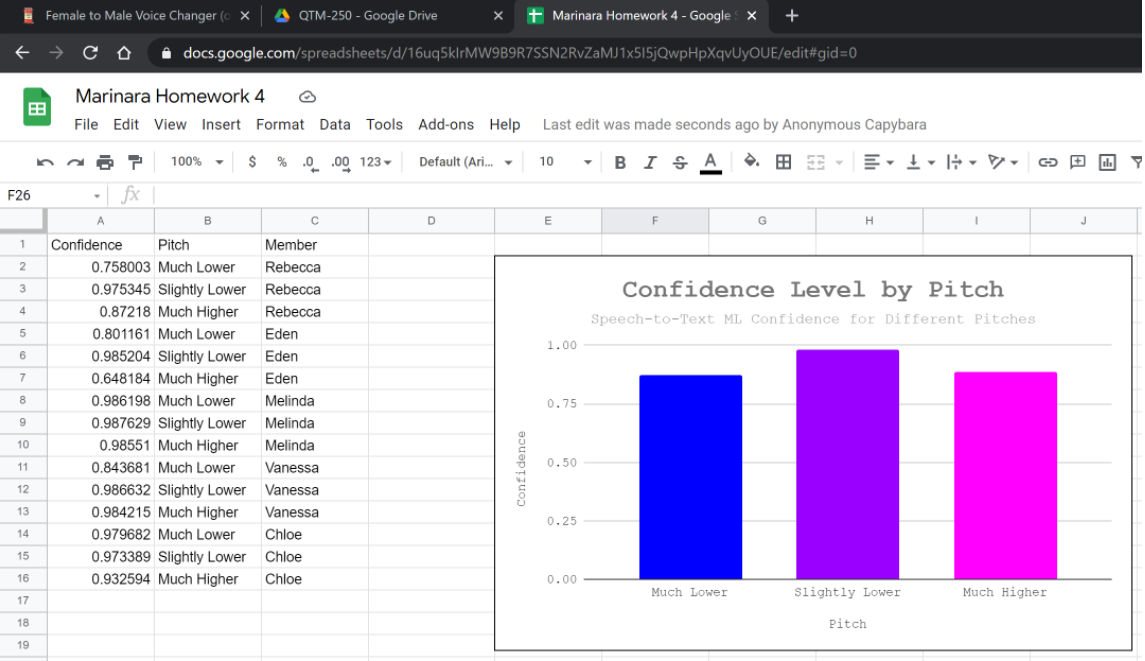 Female to Male Voice Changer (o
QTM-250 - Google Drive
Marinara Homework 4 - Google S
docs.google.com/spreadsheets/d/16uq5kIrMW9B9R7SSN2RvZaMJ1x5I5jQwpHpXqvUyOUE/edit#gid=0
Marinara Homework 4
File Edit View Insert Format Data Tools Add-ons Help Last edit was made seconds ago by Anonymous Capybara
100% $ % .0 .00 123 Default (Ari... 10 B I S A
F26 fx
A B C D E F G H I J
1 Confidence Pitch Member
2 0.758003 Much Lower Rebecca
3 0.975345 Slightly Lower Rebecca
4 0.87218 Much Higher Rebecca
5 0.801161 Much Lower Eden
6 0.985204 Slightly Lower Eden
7 0.648184 Much Higher Eden
8 0.986198 Much Lower Melinda
9 0.987629 Slightly Lower Melinda
10 0.98551 Much Higher Melinda
11 0.843681 Much Lower Vanessa
12 0.986632 Slightly Lower Vanessa
13 0.984215 Much Higher Vanessa
14 0.979682 Much Lower Chloe
15 0.973389 Slightly Lower Chloe
16 0.932594 Much Higher Chloe
17
18
19
Confidence Level by Pitch
Speech-to-Text ML Confidence for Different Pitches
1.00
0.75
0.50
0.25
0.00
Confidence
Much Lower Slightly Lower Much Higher
Pitch